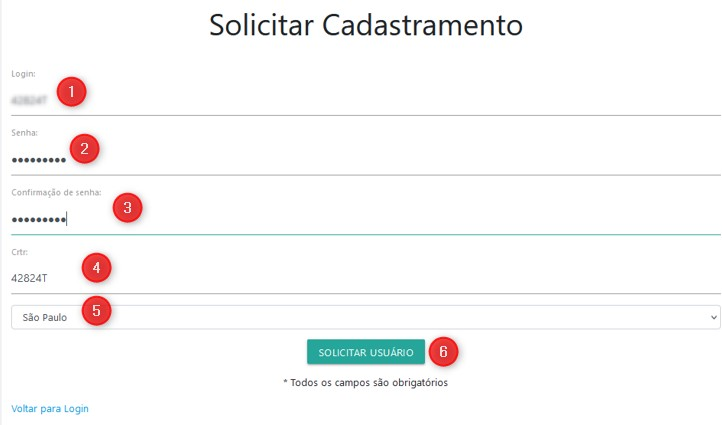 Solicitar Cadastramento
Login:
1
Senha:
2
Confirmação de senha:
3
Crtr:
42824T
4
São Paulo
5
SOLICITAR USUÁRIO
6
* Todos os campos são obrigatórios
Voltar para Login